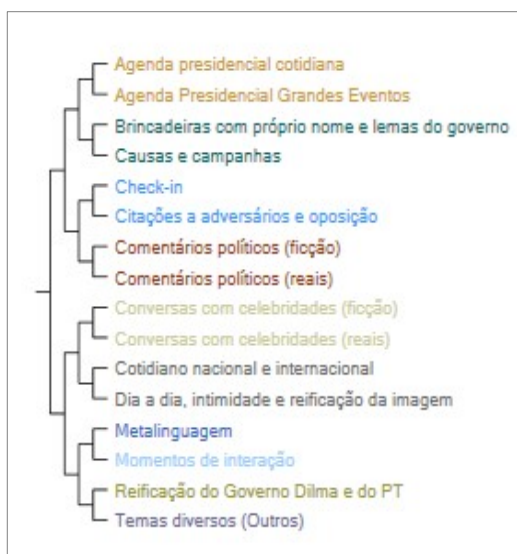 Agenda presidencial cotidiana
Agenda Presidencial Grandes Eventos
Brincadeiras com próprio nome e lemas do governo
Causas e campanhas
Check-in
Citações a adversários e oposição
Comentários políticos (ficção)
Comentários políticos (reais)
Conversas com celebridades (ficção)
Conversas com celebridades (reais)
Cotidiano nacional e internacional
Dia a dia, intimidade e reificação da imagem
Metalinguagem
Momentos de interação
Reificação do Governo Dilma e do PT
Temas diversos (Outros)